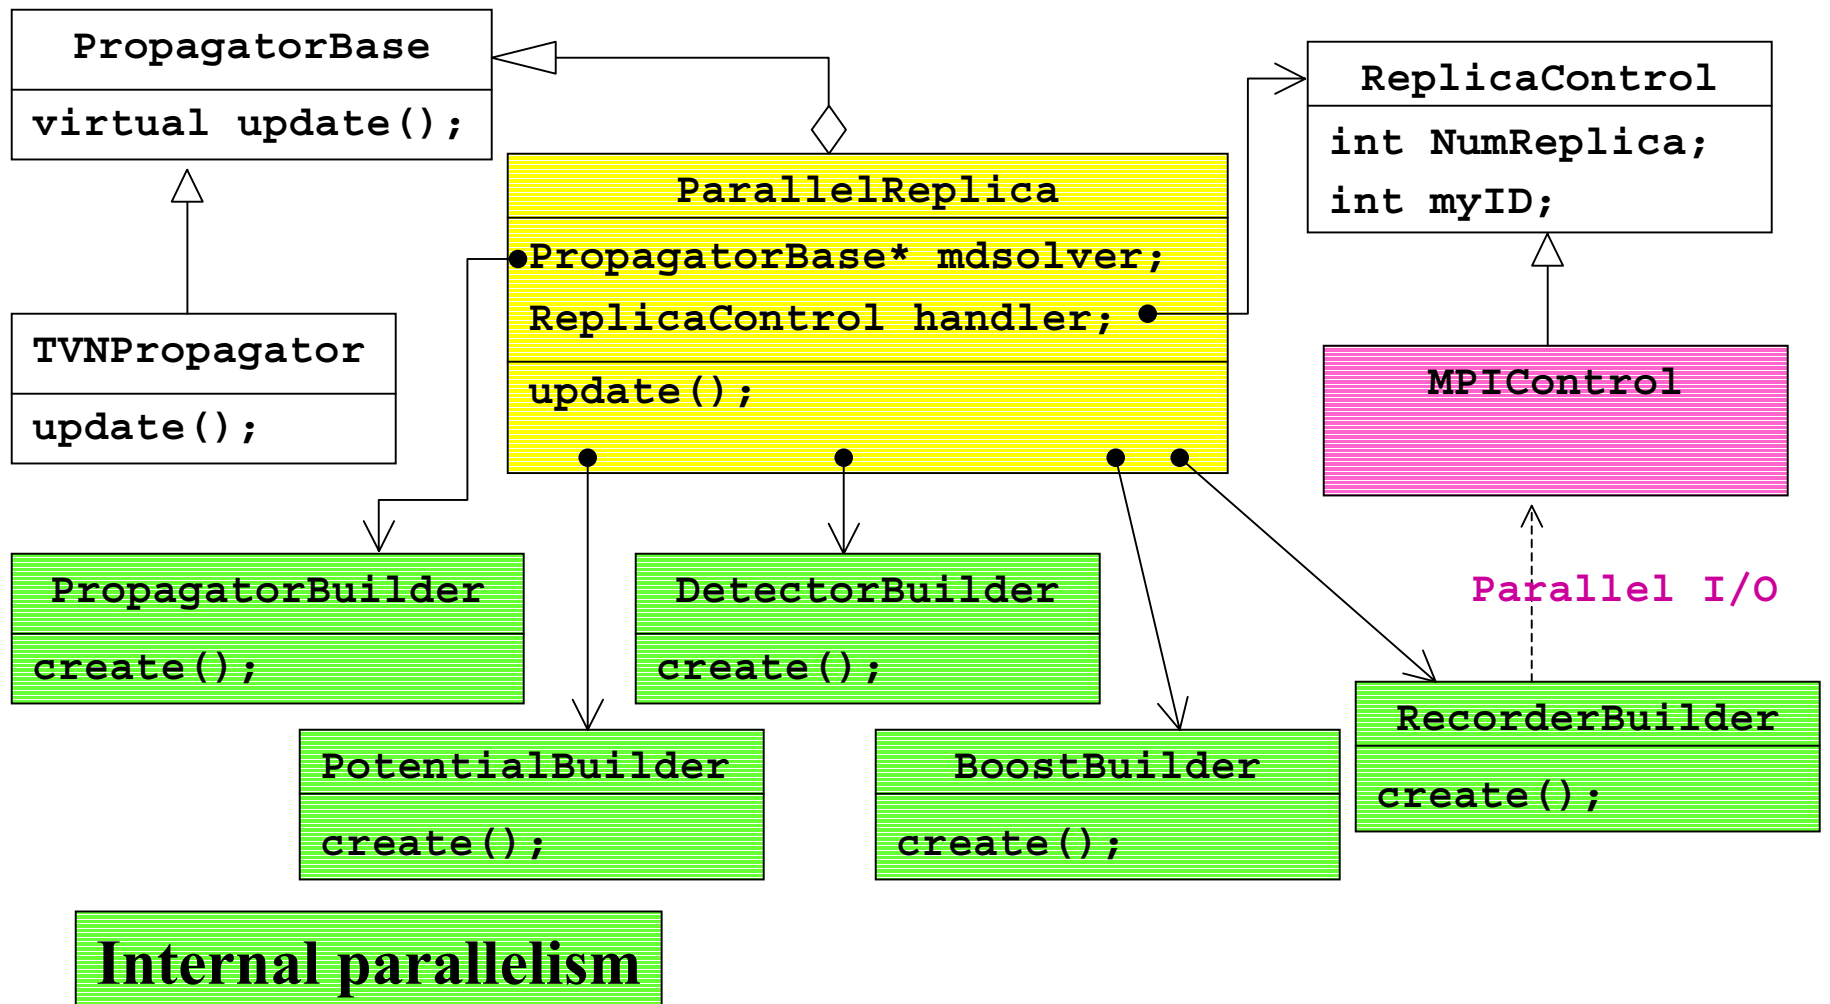 PropagatorBase
virtual update();
ReplicaControl
int NumReplica;
int myID;
ParallelReplica
PropagatorBase* mdsolver;
ReplicaControl handler;
update();
TVNPropagator
update();
MPIControl
PropagatorBuilder
create();
DetectorBuilder
create();
Parallel I/O
PotentialBuilder
create();
BoostBuilder
create();
RecorderBuilder
create();
Internal parallelism